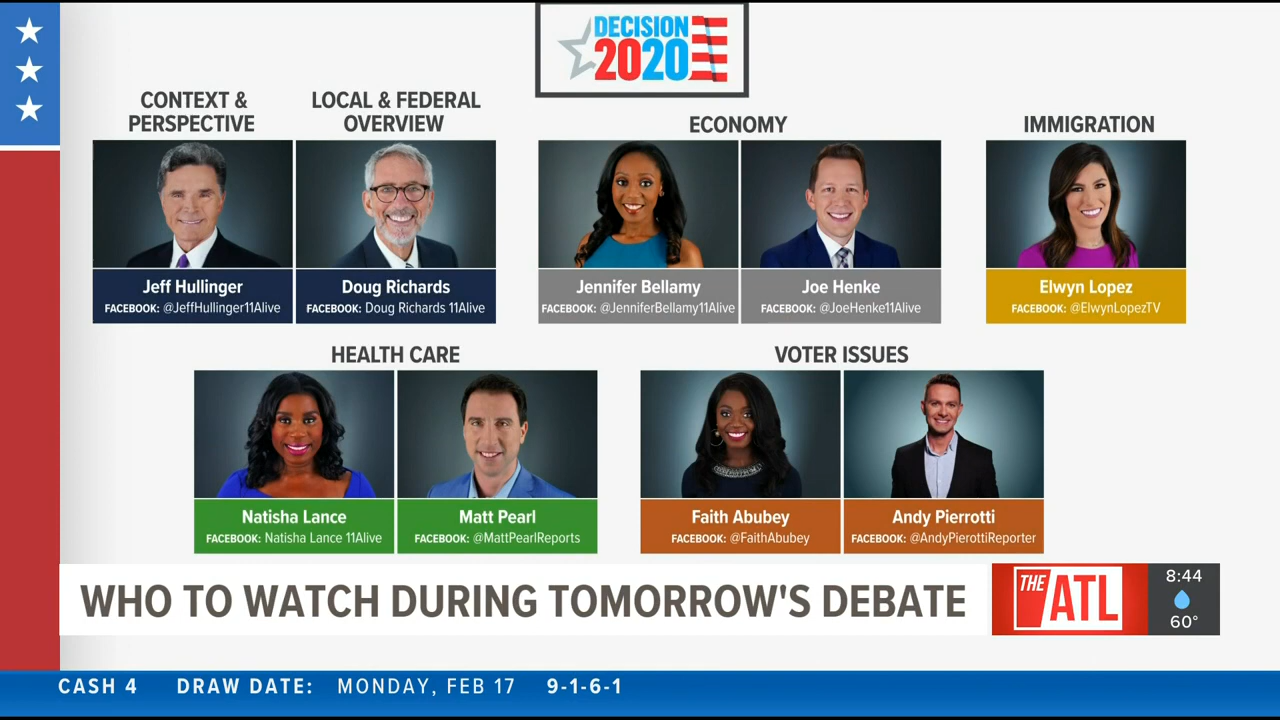 DECISION
2020
CONTEXT &
PERSPECTIVE
LOCAL & FEDERAL
OVERVIEW
ECONOMY
IMMIGRATION
Jeff Hullinger
FACEBOOK: @JeffHullinger11Alive
Doug Richards
FACEBOOK: Doug Richards 11Alive
Jennifer Bellamy
FACEBOOK: @JenniferBellamy11Alive
Joe Henke
FACEBOOK: @JoeHenke11Alive
Elwyn Lopez
FACEBOOK: @ElwynLopezTV
HEALTH CARE
VOTER ISSUES
Natisha Lance
FACEBOOK: Natisha Lance 11Alive
Matt Pearl
FACEBOOK: @MattPearlReports
Faith Abubey
FACEBOOK: @FaithAbubey
Andy Pierrotti
FACEBOOK: @AndyPierottiReporter
WHO TO WATCH DURING TOMORROW'S DEBATE
THE ATL
8:44
60°
CASH 4 DRAW DATE: MONDAY, FEB 17 9-1-6-1